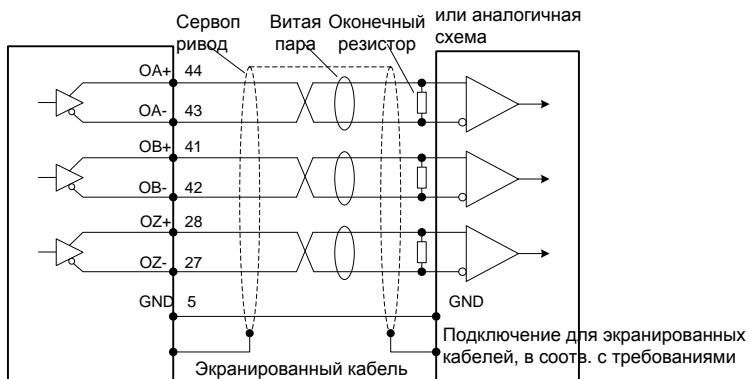 Сервоп
ривод
Витая
пара
Оконечный
резистор
или аналогичная
схема
OA+ 44
OA- 43
OB+ 41
OB- 42
OZ+ 28
OZ- 27
GND 5
GND
Подключение для экранированных
кабелей, в соотв. с требованиями
Экранированный кабель